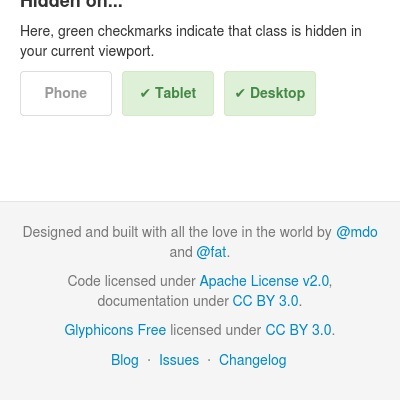 Hidden on...
Here, green checkmarks indicate that class is hidden in
your current viewport.
Phone ✔ Tablet ✔ Desktop
Designed and built with all the love in the world by @mdo
and @fat.
Code licensed under Apache License v2.0,
documentation under CC BY 3.0.
Glyphicons Free licensed under CC BY 3.0.
Blog · Issues · Changelog